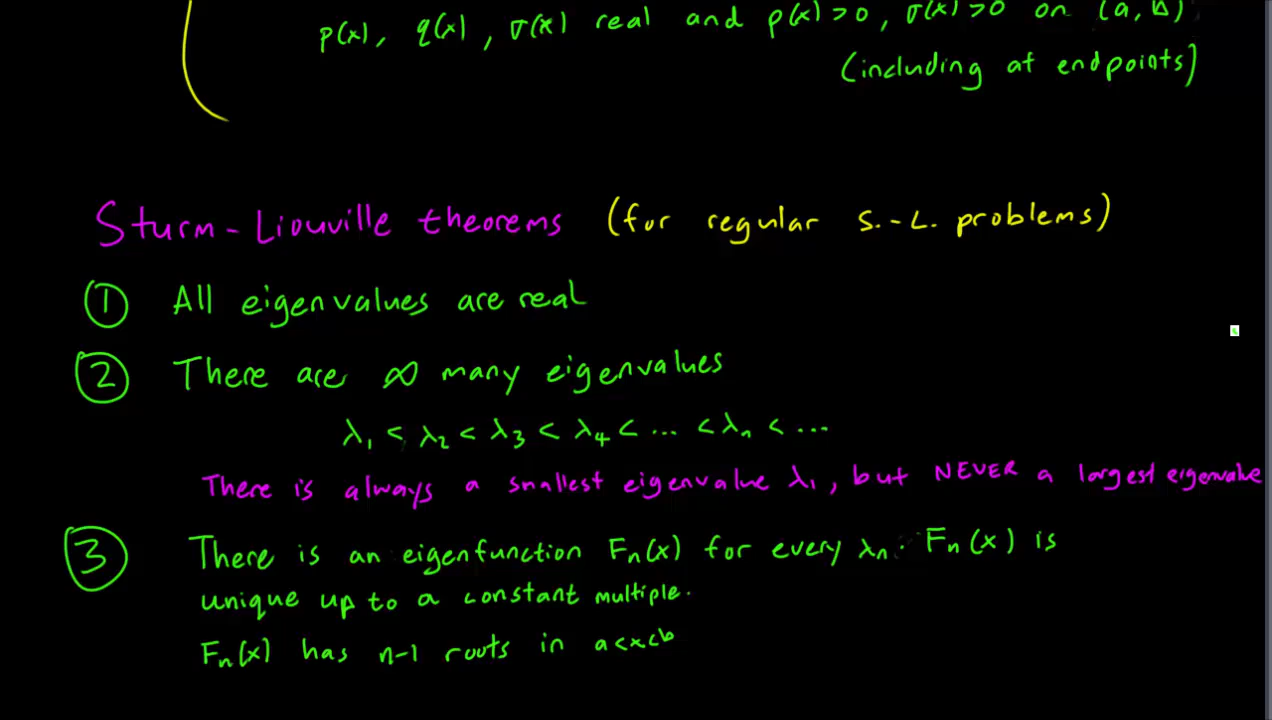 p(x), q(x), σ(x) real and p(x)>0, σ(x)>0 on (a,b)
(including at endpoints)
Sturm-Liouville theorems (for regular S.-L. problems)
① All eigenvalues are real
② There are ∞ many eigenvalues
λ₁ < λ₂ < λ₃ < λ₄ < ... < λₙ < ...
There is always a smallest eigenvalue λ₁, but NEVER a largest eigenvalue
③ There is an eigenfunction Fₙ(x) for every λₙ. Fₙ(x) is
unique up to a constant multiple.
Fₙ(x) has n-1 roots in a<x<b